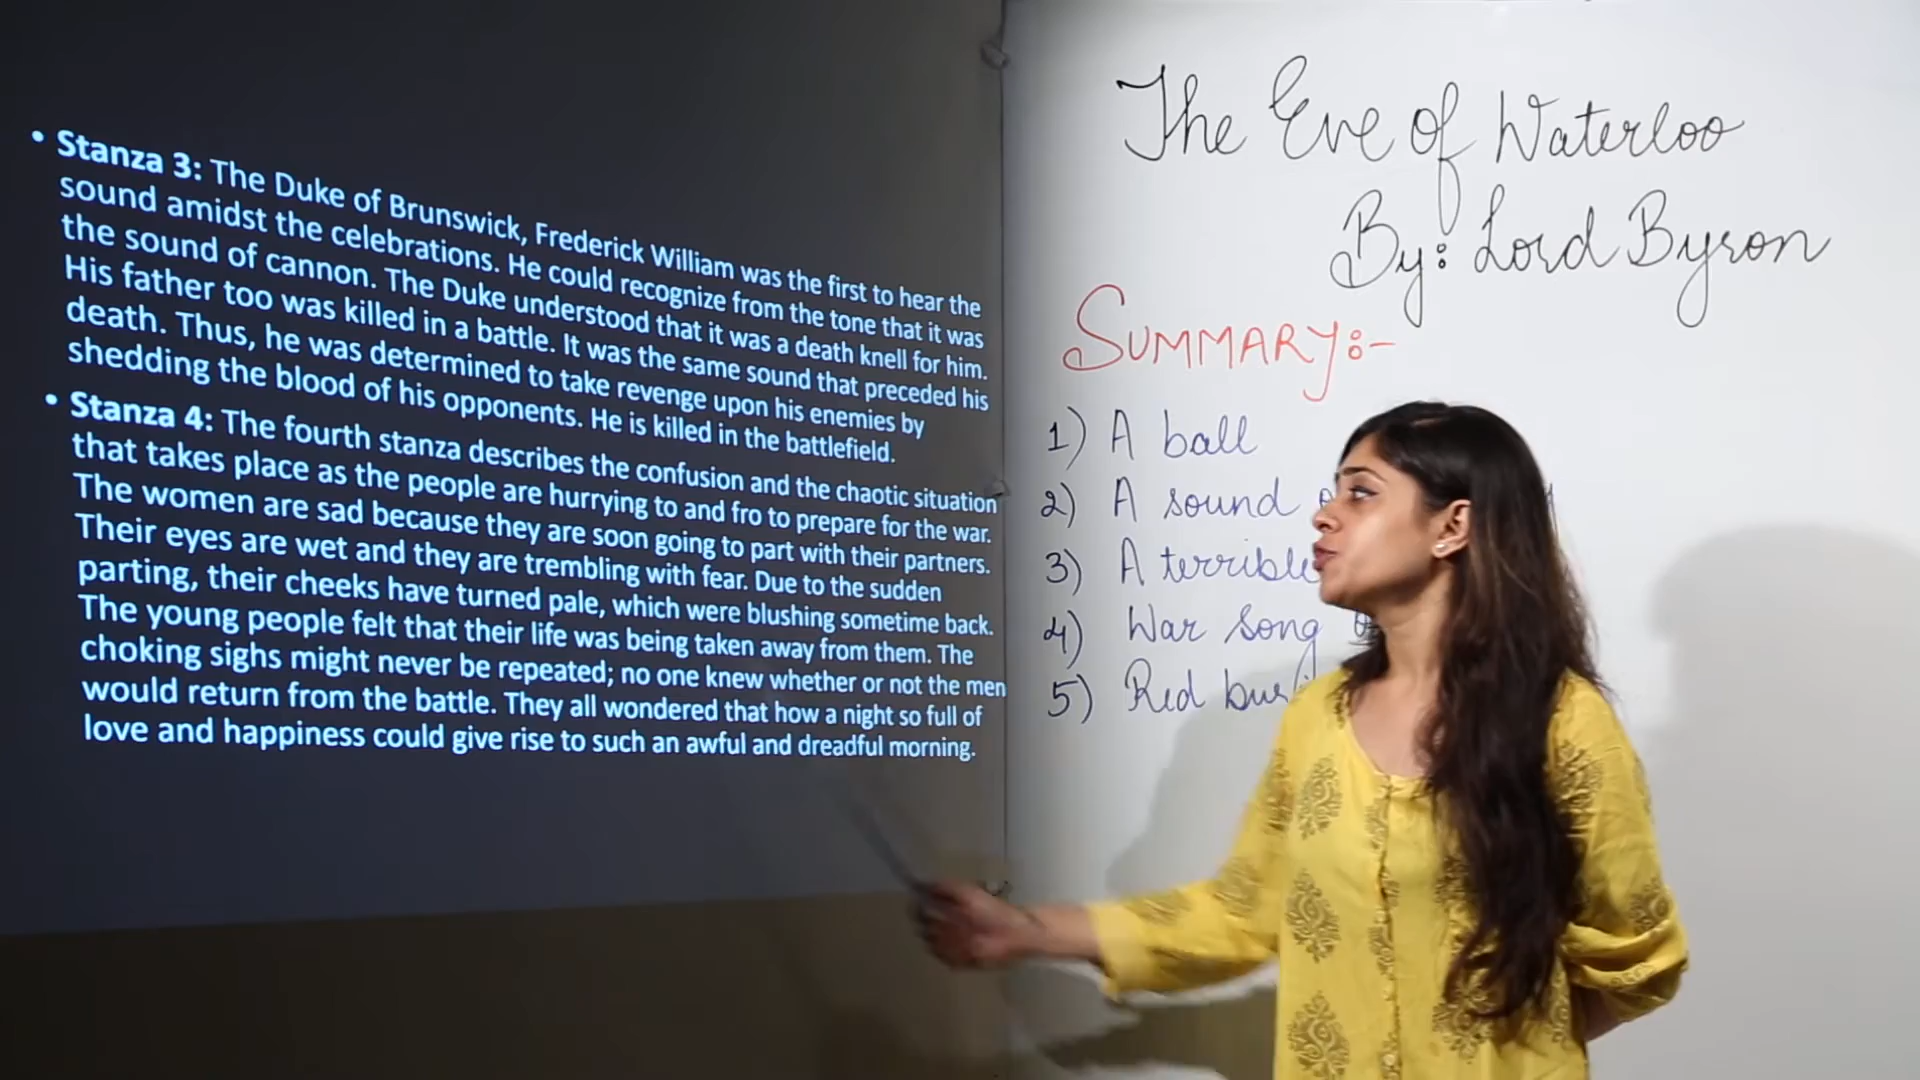 • Stanza 3: The Duke of Brunswick, Frederick William was the first to hear the
sound amidst the celebrations. He could recognize from the tone that it was
the sound of cannon. The Duke understood that it was a death knell for him.
His father too was killed in a battle. It was the same sound that preceded his
death. Thus, he was determined to take revenge upon his enemies by
shedding the blood of his opponents. He is killed in the battlefield.
• Stanza 4: The fourth stanza describes the confusion and the chaotic situation
that takes place as the people are hurrying to and fro to prepare for the war.
The women are sad because they are soon going to part with their partners.
Their eyes are wet and they are trembling with fear. Due to the sudden
parting, their cheeks have turned pale, which were blushing sometime back.
The young people felt that their life was being taken away from them. The
choking sighs might never be repeated; no one knew whether or not the men
would return from the battle. They all wondered that how a night so full of
love and happiness could give rise to such an awful and dreadful morning.
The Eve of Waterloo
By: Lord Byron
SUMMARY:-
1) A ball
2) A sound
3) A terrible
4) War song
5) Red